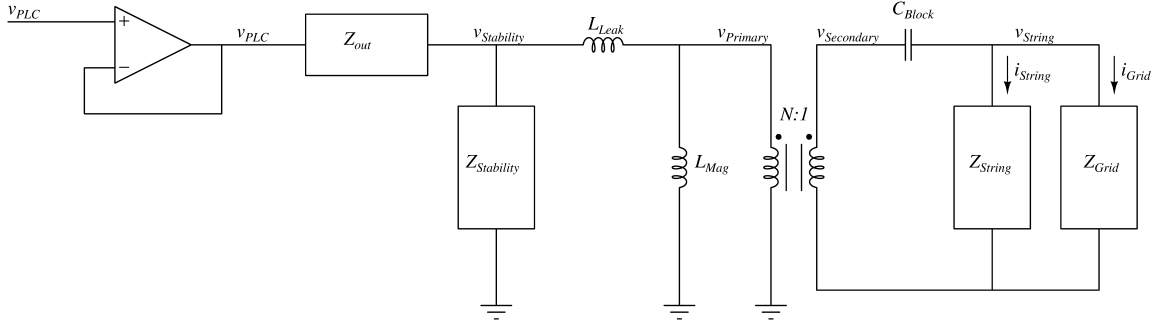 v_PLC
+
−
v_PLC
Z_out
v_Stability
Z_Stability
L_Leak
L_Mag
v_Primary
N:1
v_Secondary
C_Block
v_String
i_String
i_Grid
Z_String
Z_Grid